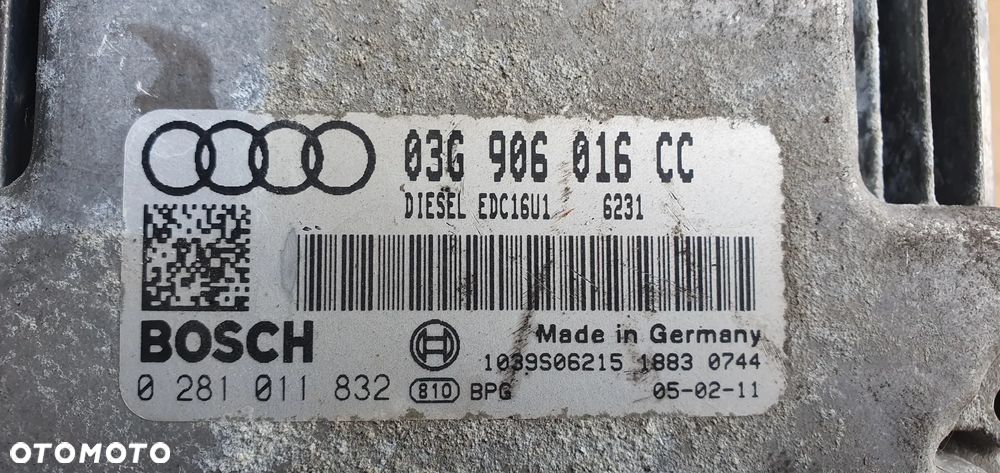 03G 906 016 CC
DIESEL EDC16U1 6231
BOSCH
Made in Germany
1039S06215 1883 0744
0 281 011 832 810 BPG 05-02-11
OTOMOTO